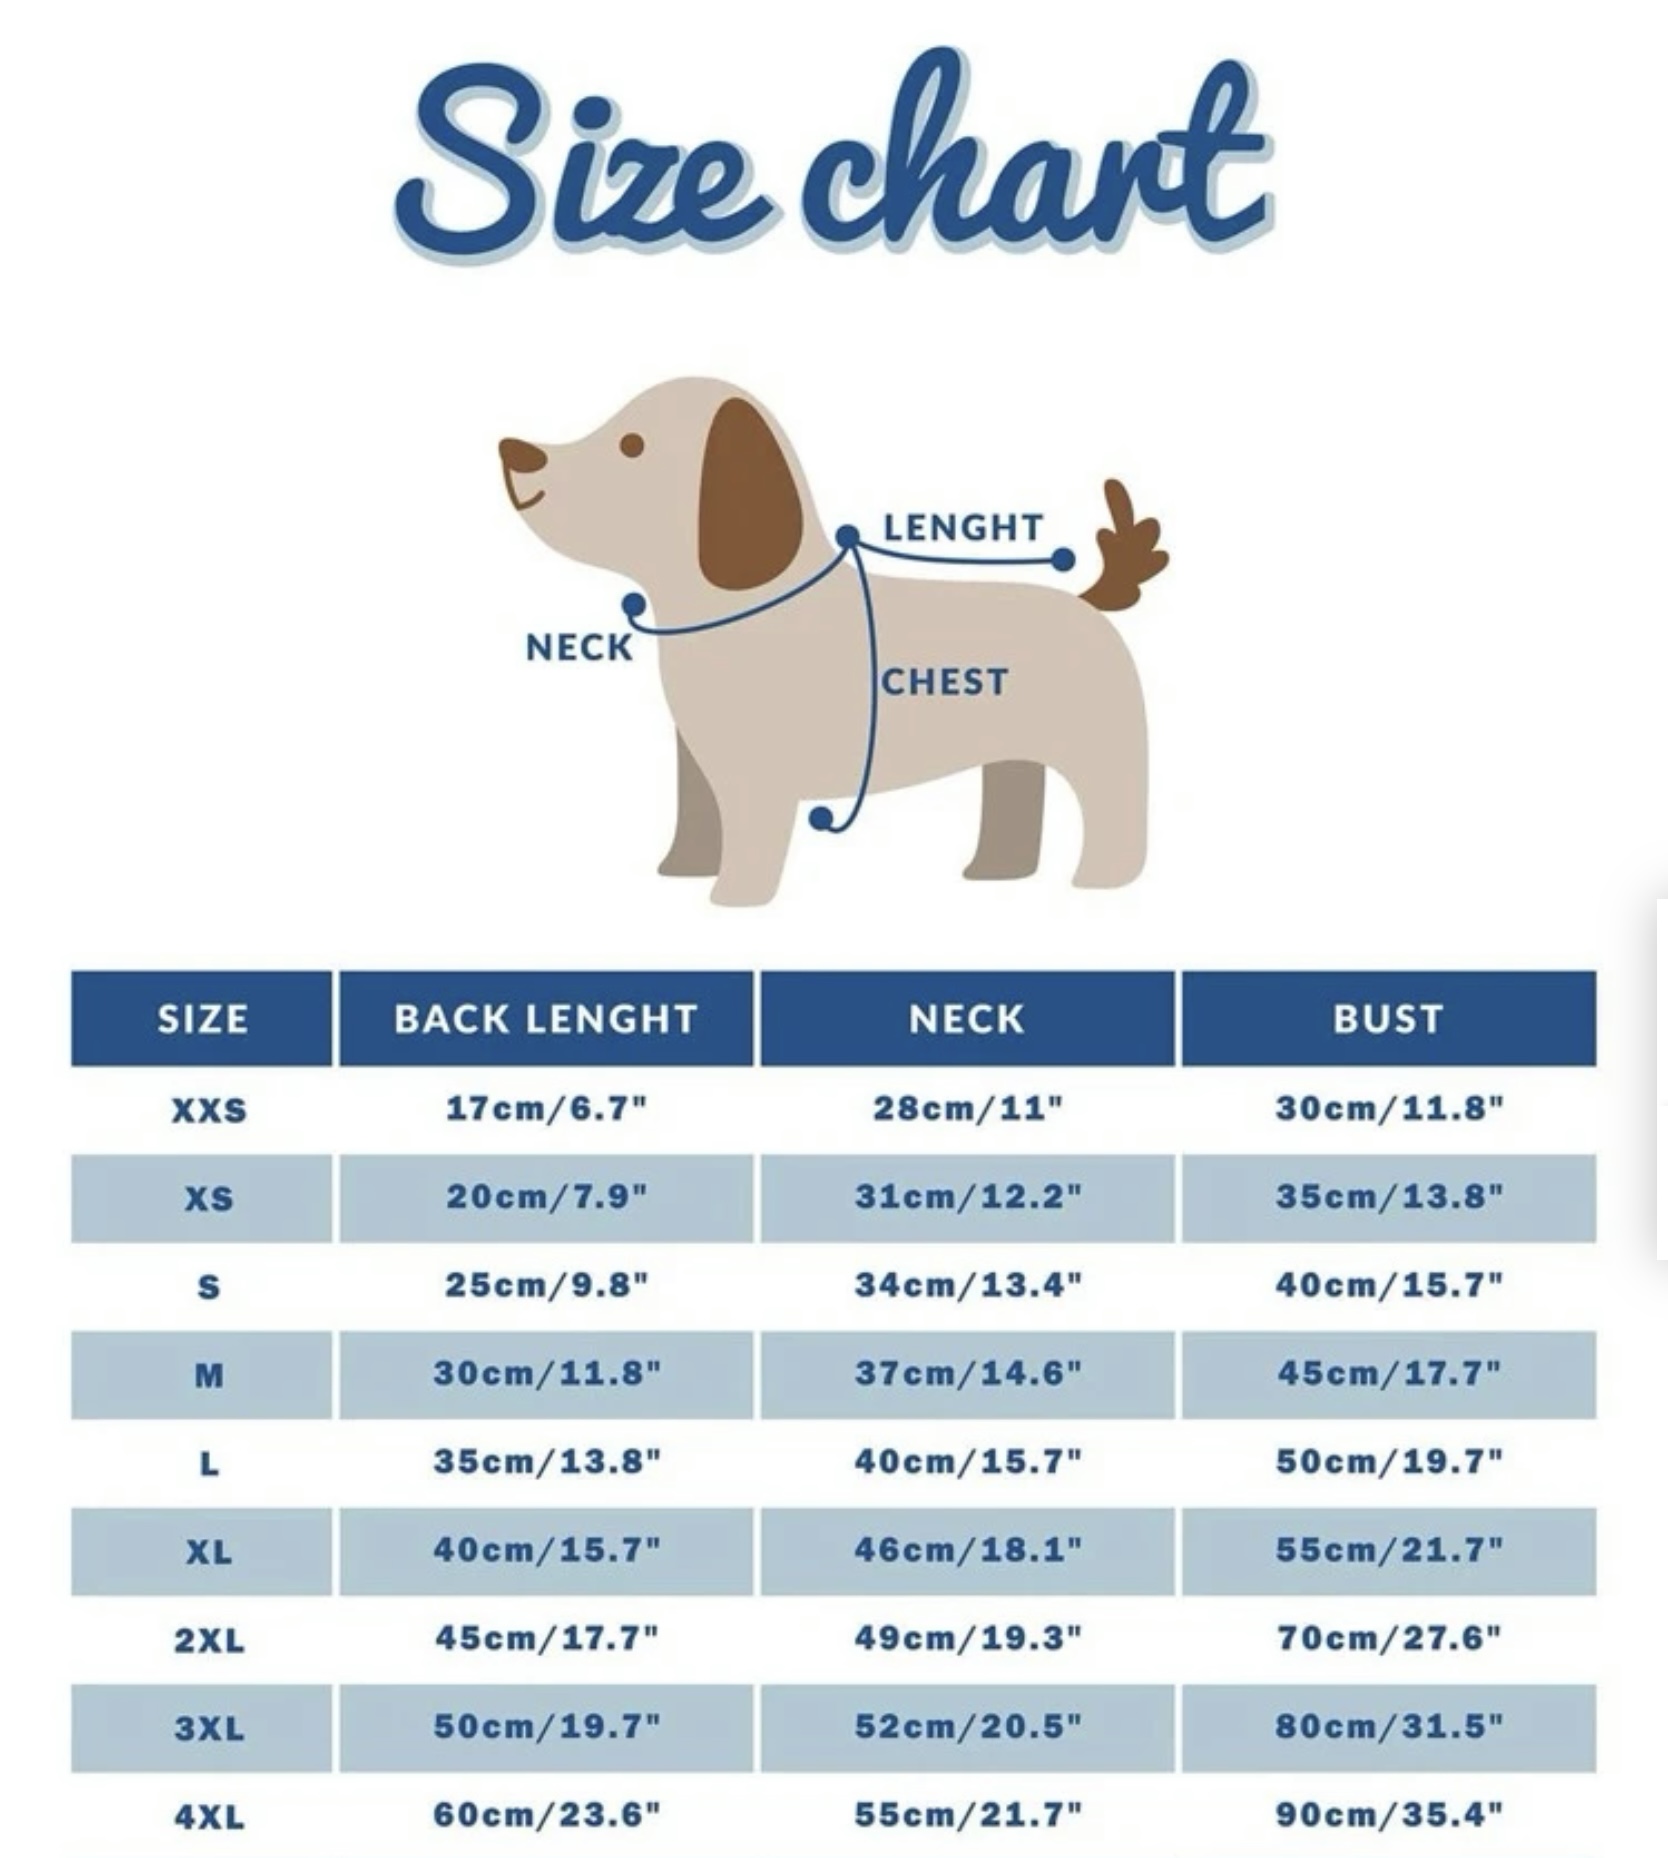 Size chart
LENGHT
NECK
CHEST
SIZE BACK LENGHT NECK BUST
XXS 17cm/6.7" 28cm/11" 30cm/11.8"
XS 20cm/7.9" 31cm/12.2" 35cm/13.8"
S 25cm/9.8" 34cm/13.4" 40cm/15.7"
M 30cm/11.8" 37cm/14.6" 45cm/17.7"
L 35cm/13.8" 40cm/15.7" 50cm/19.7"
XL 40cm/15.7" 46cm/18.1" 55cm/21.7"
2XL 45cm/17.7" 49cm/19.3" 70cm/27.6"
3XL 50cm/19.7" 52cm/20.5" 80cm/31.5"
4XL 60cm/23.6" 55cm/21.7" 90cm/35.4"